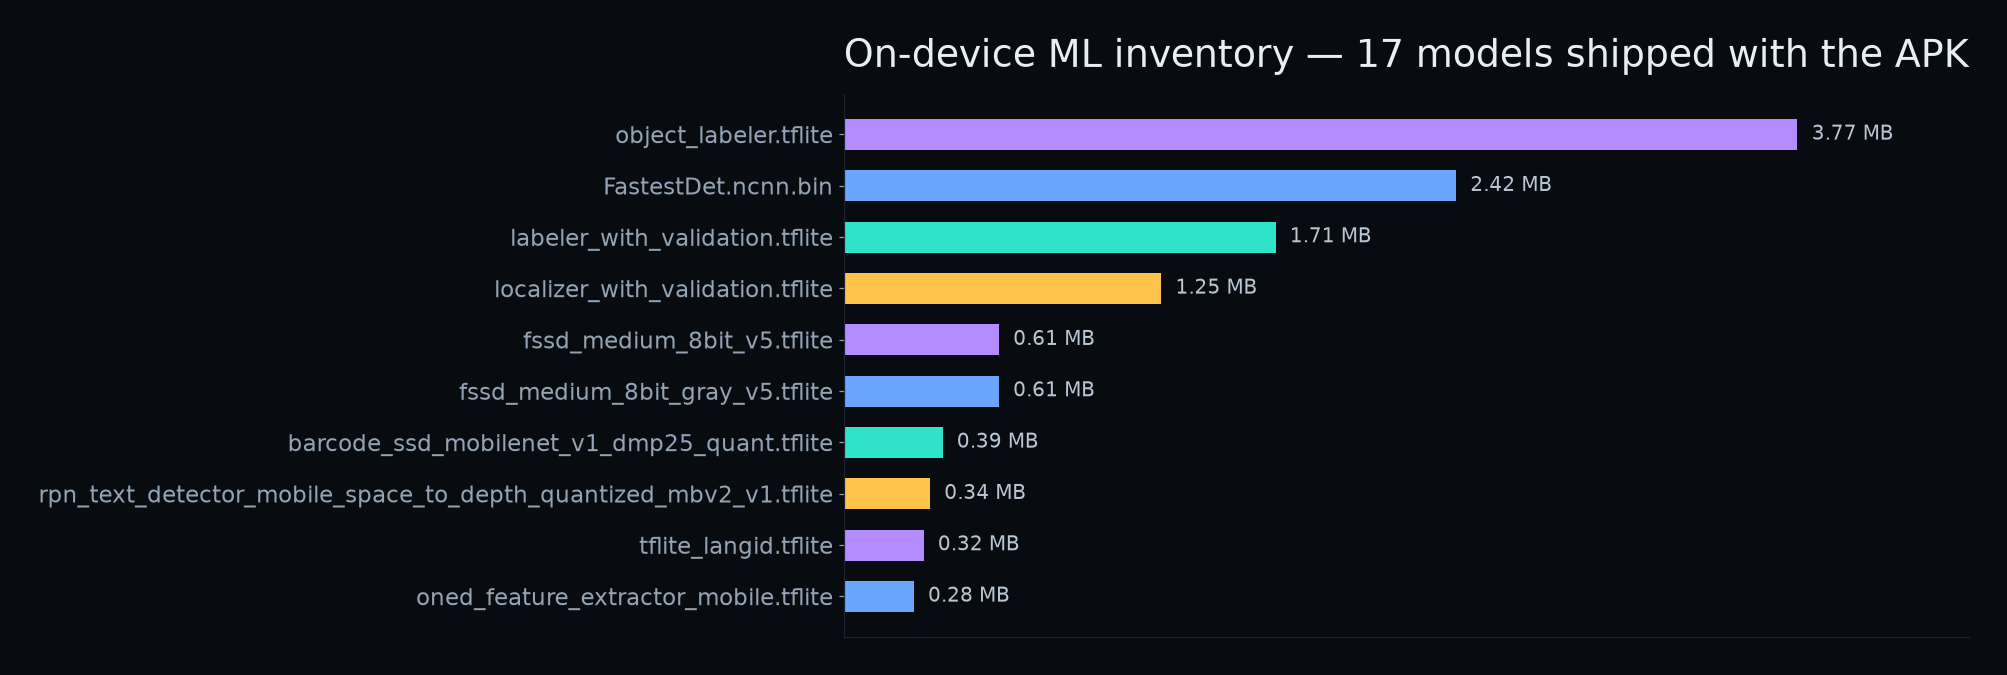 On-device ML inventory — 17 models shipped with the APK
object_labeler.tflite 3.77 MB
FastestDet.ncnn.bin 2.42 MB
labeler_with_validation.tflite 1.71 MB
localizer_with_validation.tflite 1.25 MB
fssd_medium_8bit_v5.tflite 0.61 MB
fssd_medium_8bit_gray_v5.tflite 0.61 MB
barcode_ssd_mobilenet_v1_dmp25_quant.tflite 0.39 MB
rpn_text_detector_mobile_space_to_depth_quantized_mbv2_v1.tflite 0.34 MB
tflite_langid.tflite 0.32 MB
oned_feature_extractor_mobile.tflite 0.28 MB